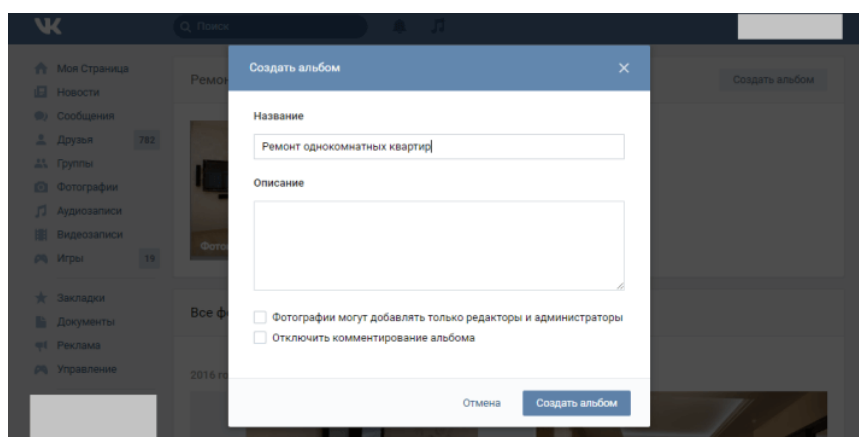 Поиск
Моя Страница
Новости
Сообщения
Друзья 782
Группы
Фотографии
Аудиозаписи
Видеозаписи
Игры 19
Закладки
Документы
Реклама
Управление
Ремон
Создать альбом
Фото
Все ф
2016 го
Создать альбом
Название
Ремонт однокомнатных квартир
Описание
Фотографии могут добавлять только редакторы и администраторы
Отключить комментирование альбома
Отмена Создать альбом